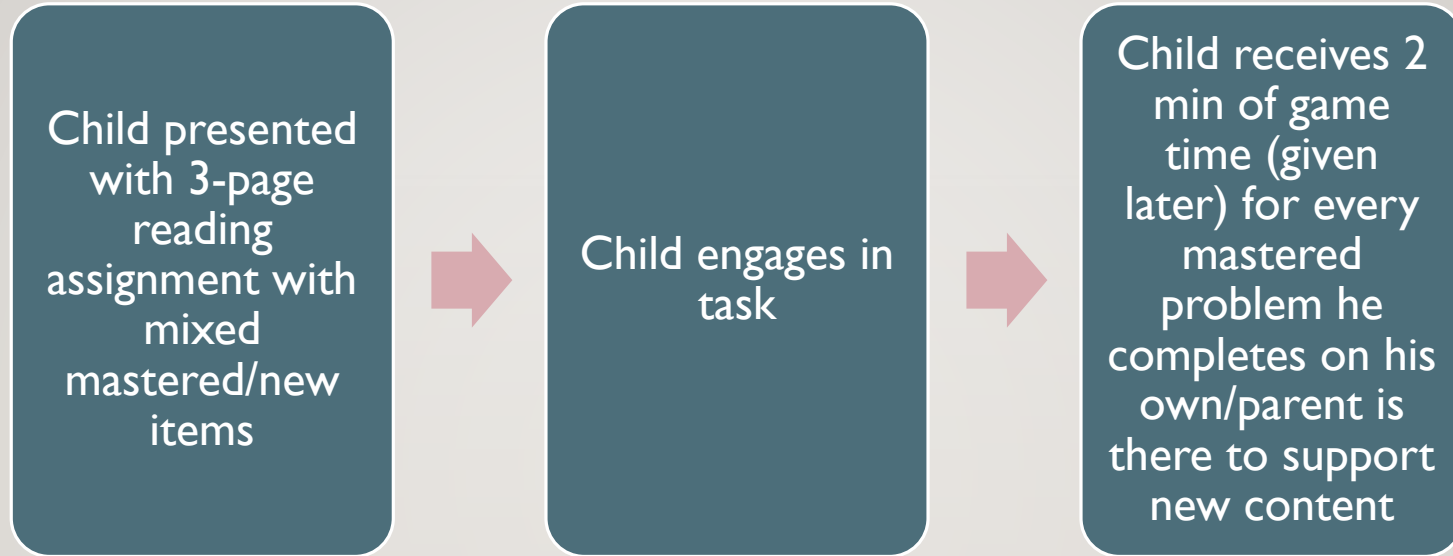 Child presented
with 3-page
reading
assignment with
mixed
mastered/new
items
Child engages in
task
Child receives 2
min of game
time (given
later) for every
mastered
problem he
completes on his
own/parent is
there to support
new content